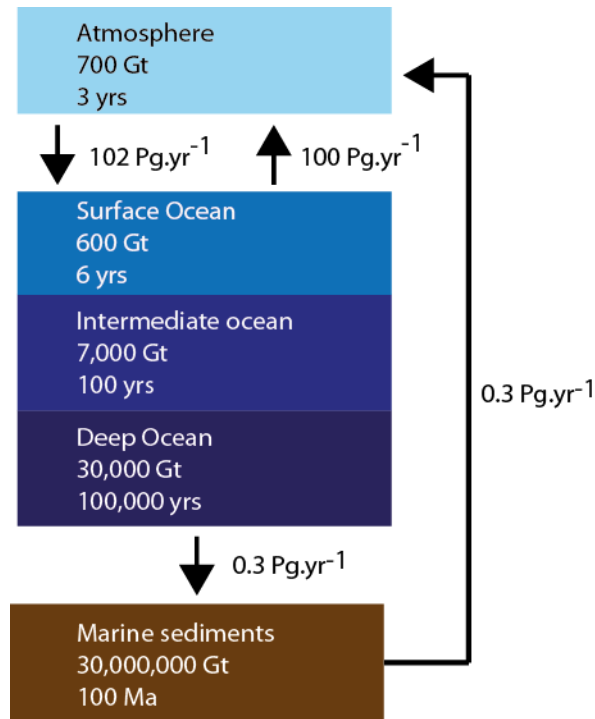 Atmosphere
700 Gt
3 yrs
102 Pg.yr⁻¹
100 Pg.yr⁻¹
Surface Ocean
600 Gt
6 yrs
Intermediate ocean
7,000 Gt
100 yrs
0.3 Pg.yr⁻¹
Deep Ocean
30,000 Gt
100,000 yrs
0.3 Pg.yr⁻¹
Marine sediments
30,000,000 Gt
100 Ma